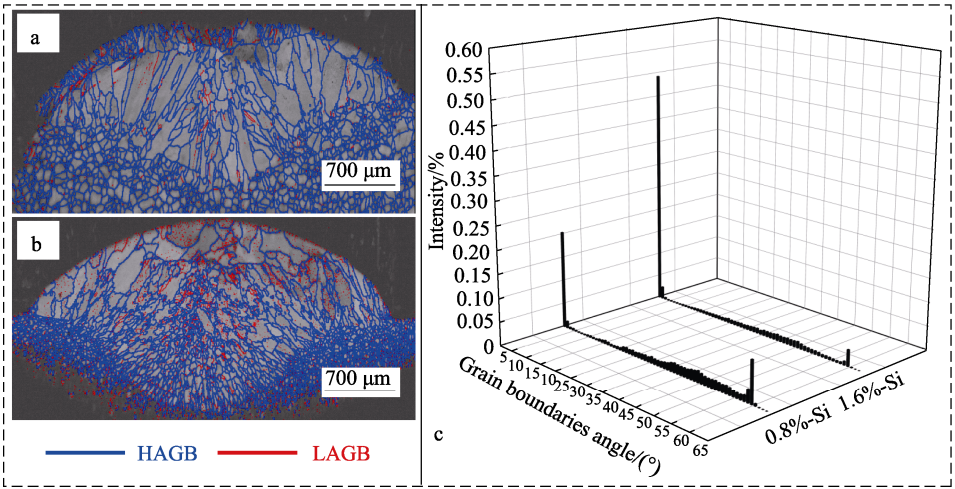 a
700 μm
b
700 μm
HAGB
LAGB
Intensity/%
0.60
0.55
0.50
0.45
0.40
0.35
0.30
0.25
0.20
0.15
0.10
0.05
0
5
10
15
10
25
30
35
40
45
50
55
60
65
Grain boundaries angle/(°)
0.8%-Si
1.6%-Si
c